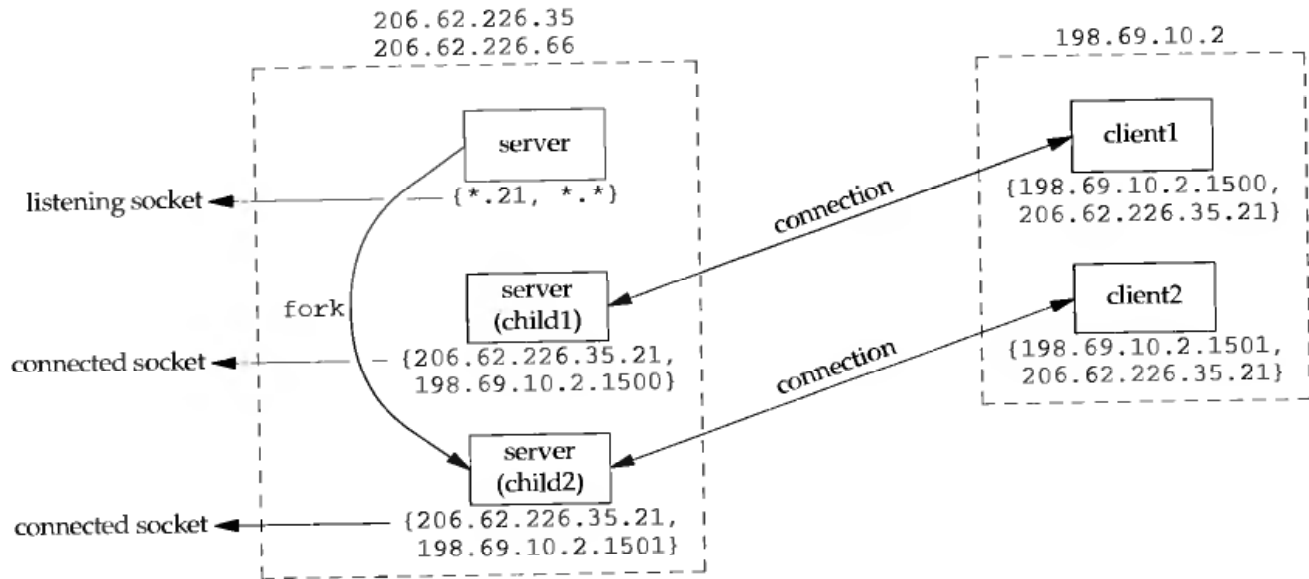 206.62.226.35
206.62.226.66
198.69.10.2
server
client1
listening socket
{*.21, *.*}
connection
{198.69.10.2.1500,
206.62.226.35.21}
fork
server
(child1)
client2
connected socket
{206.62.226.35.21,
198.69.10.2.1500}
connection
{198.69.10.2.1501,
206.62.226.35.21}
server
(child2)
connected socket
{206.62.226.35.21,
198.69.10.2.1501}